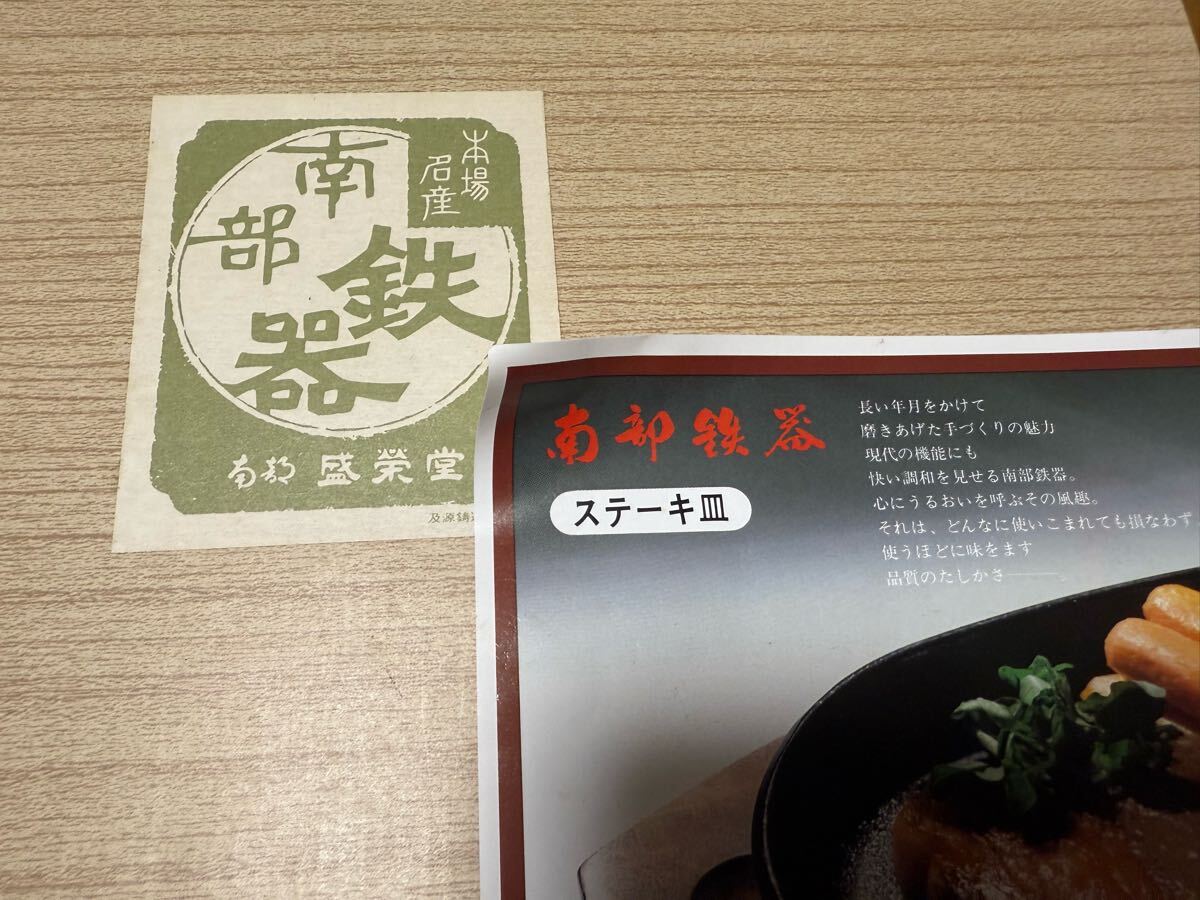 本場
名産
南部
鉄器
南部 盛榮堂
及源鋳造
南部鉄器
ステーキ皿
長い年月をかけて
磨きあげた手づくりの魅力
現代の機能にも
快い調和を見せる南部鉄器。
心にうるおいを呼ぶその風趣。
それは、どんなに使いこまれても損なわず
使うほどに味をます
品質のたしかさ───。